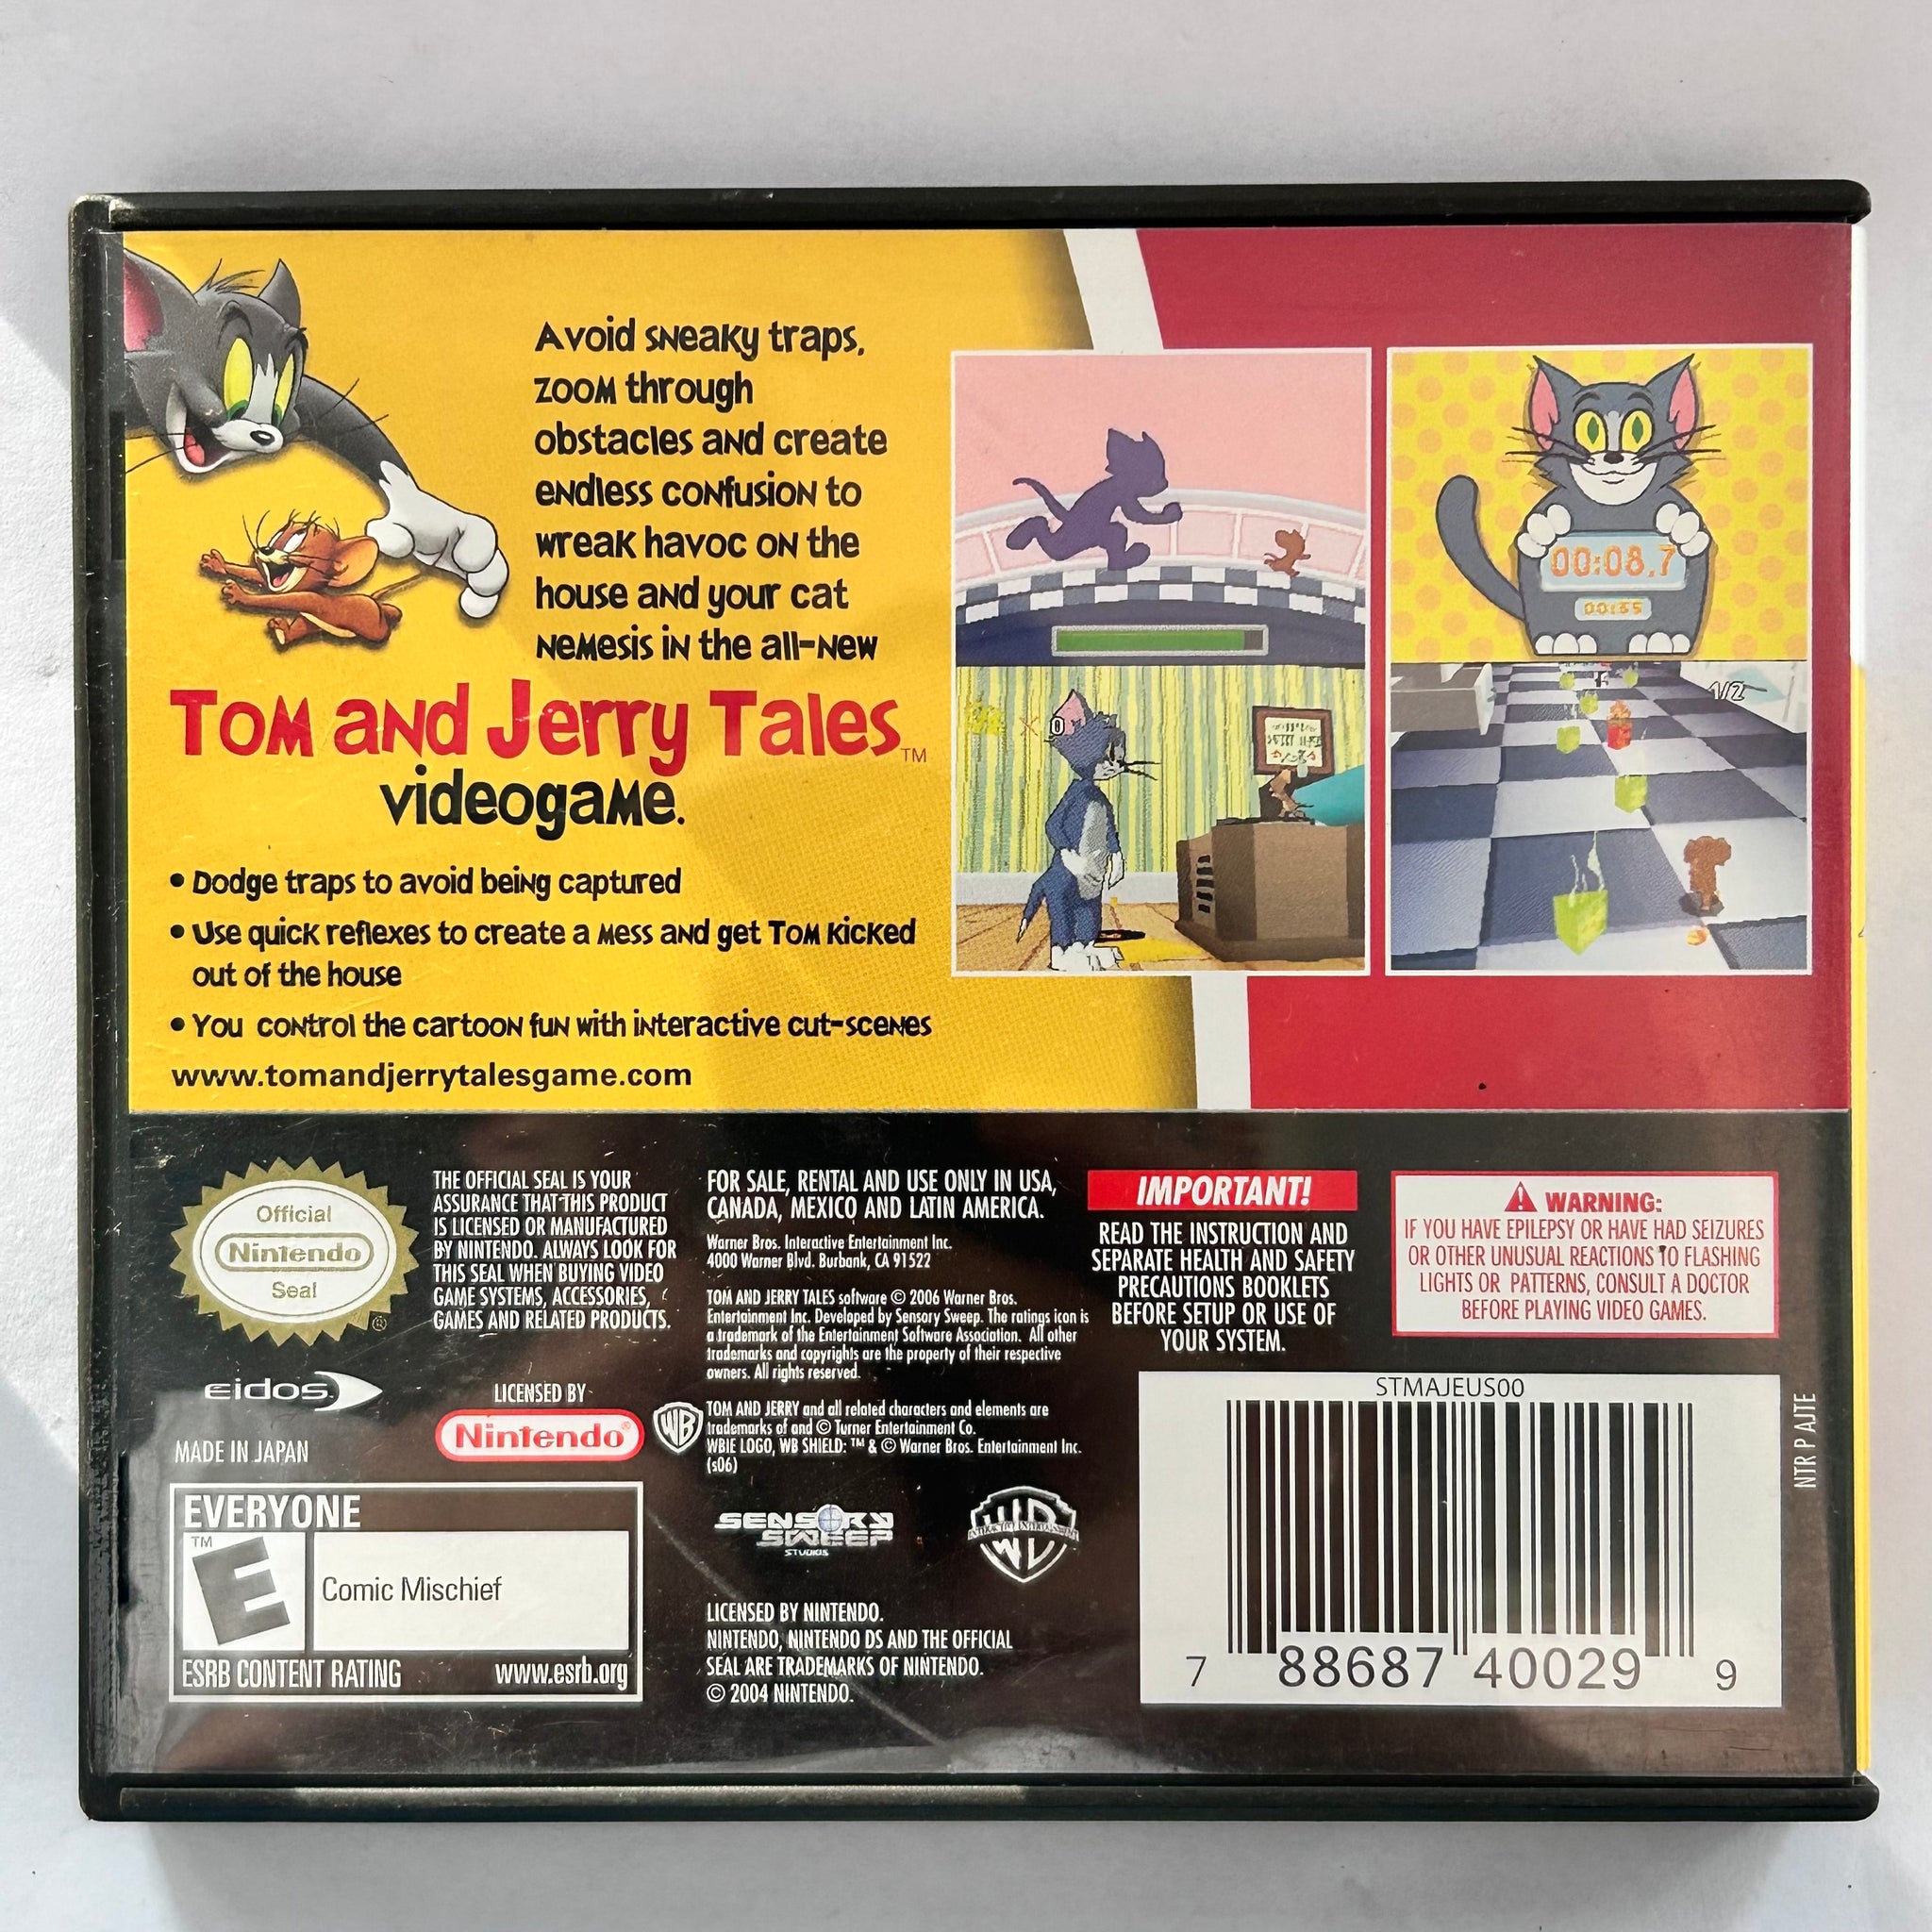 Avoid sneaky traps,
zoom through
obstacles and create
endless confusion to
wreak havoc on the
house and your cat
nemesis in the all-new
Tom and Jerry Tales™
videogame.
• Dodge traps to avoid being captured
• Use quick reflexes to create a mess and get Tom kicked
out of the house
• You control the cartoon fun with interactive cut-scenes
www.tomandjerrytalesgame.com
0
00:08.7
00:35
1/2
Official
Nintendo
Seal
®
THE OFFICIAL SEAL IS YOUR
ASSURANCE THAT THIS PRODUCT
IS LICENSED OR MANUFACTURED
BY NINTENDO. ALWAYS LOOK FOR
THIS SEAL WHEN BUYING VIDEO
GAME SYSTEMS, ACCESSORIES,
GAMES AND RELATED PRODUCTS.
eidos
LICENSED BY
Nintendo®
MADE IN JAPAN
EVERYONE
™
E
Comic Mischief
ESRB CONTENT RATING www.esrb.org
FOR SALE, RENTAL AND USE ONLY IN USA,
CANADA, MEXICO AND LATIN AMERICA.
Warner Bros. Interactive Entertainment Inc.
4000 Warner Blvd. Burbank, CA 91522
TOM AND JERRY TALES software © 2006 Warner Bros.
Entertainment Inc. Developed by Sensory Sweep. The ratings icon is
a trademark of the Entertainment Software Association. All other
trademarks and copyrights are the property of their respective
owners. All rights reserved.
WB
TOM AND JERRY and all related characters and elements are
trademarks of and © Turner Entertainment Co.
WBIE LOGO, WB SHIELD: ™ & © Warner Bros. Entertainment Inc.
(s06)
SENSORY
SWEEP
STUDIOS
WB
INTERACTIVE ENTERTAINMENT
LICENSED BY NINTENDO.
NINTENDO, NINTENDO DS AND THE OFFICIAL
SEAL ARE TRADEMARKS OF NINTENDO.
© 2004 NINTENDO.
IMPORTANT!
READ THE INSTRUCTION AND
SEPARATE HEALTH AND SAFETY
PRECAUTIONS BOOKLETS
BEFORE SETUP OR USE OF
YOUR SYSTEM.
WARNING:
IF YOU HAVE EPILEPSY OR HAVE HAD SEIZURES
OR OTHER UNUSUAL REACTIONS TO FLASHING
LIGHTS OR PATTERNS, CONSULT A DOCTOR
BEFORE PLAYING VIDEO GAMES.
STMAJEUS00
7 88687 40029 9
NTR P AJTE